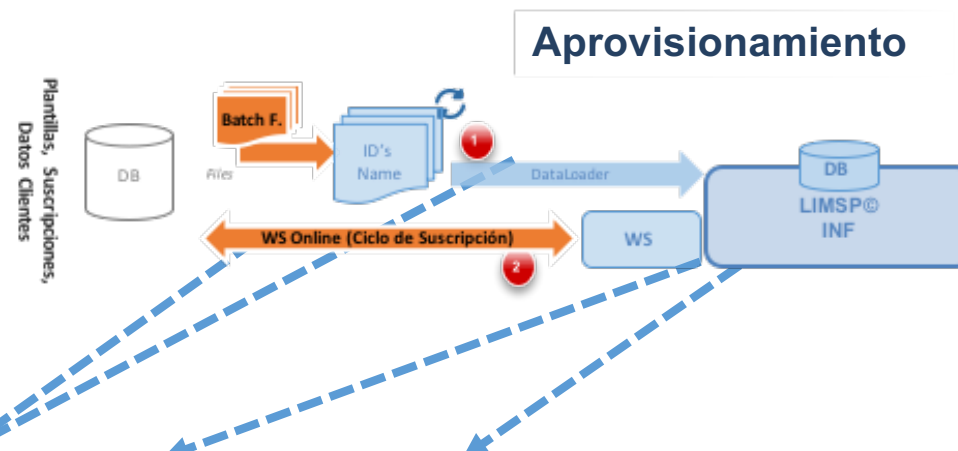 Aprovisionamiento
Plantillas, Suscripciones,
Datos Clientes
DB
Batch F.
Files
ID's
Name
1
DataLoader
DB
LIMSP©
INF
WS Online (Ciclo de Suscripción)
2
WS